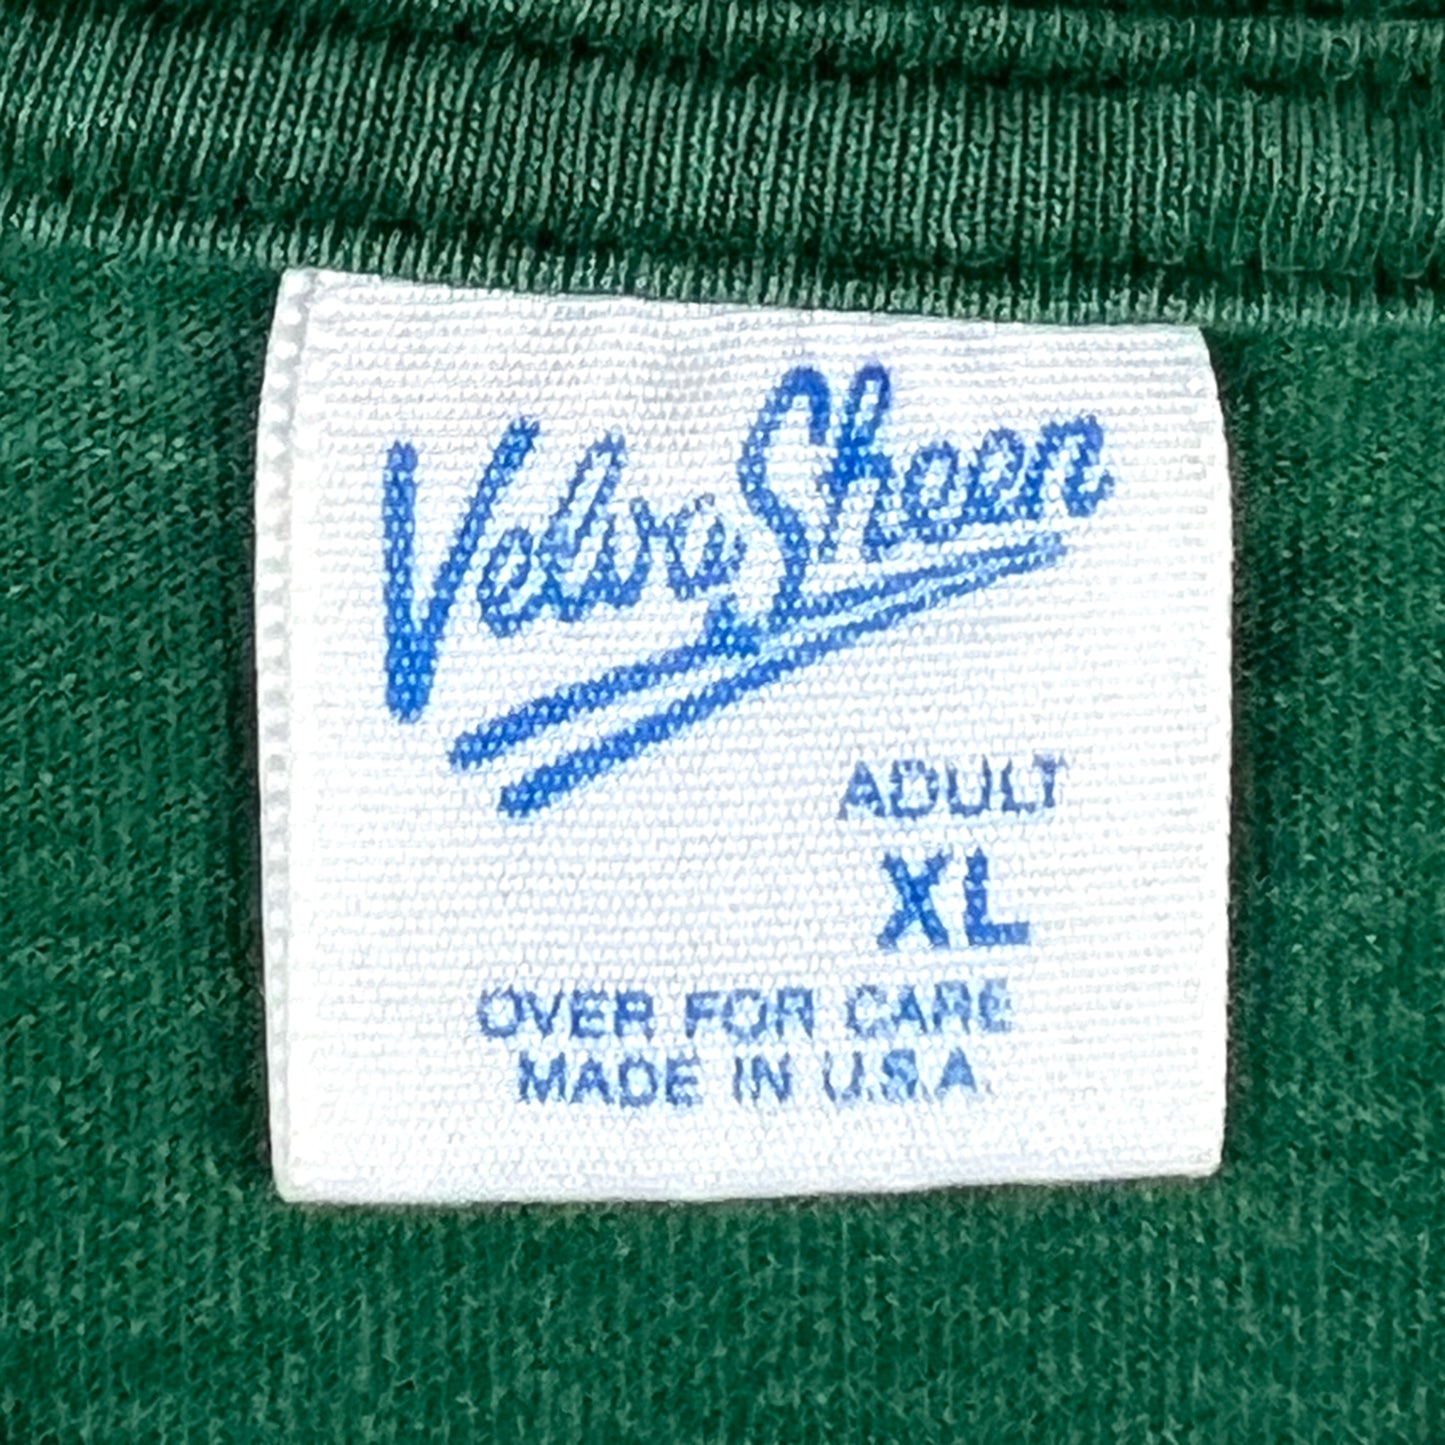 Velva Sheen
ADULT
XL
OVER FOR CARE
MADE IN U.S.A.